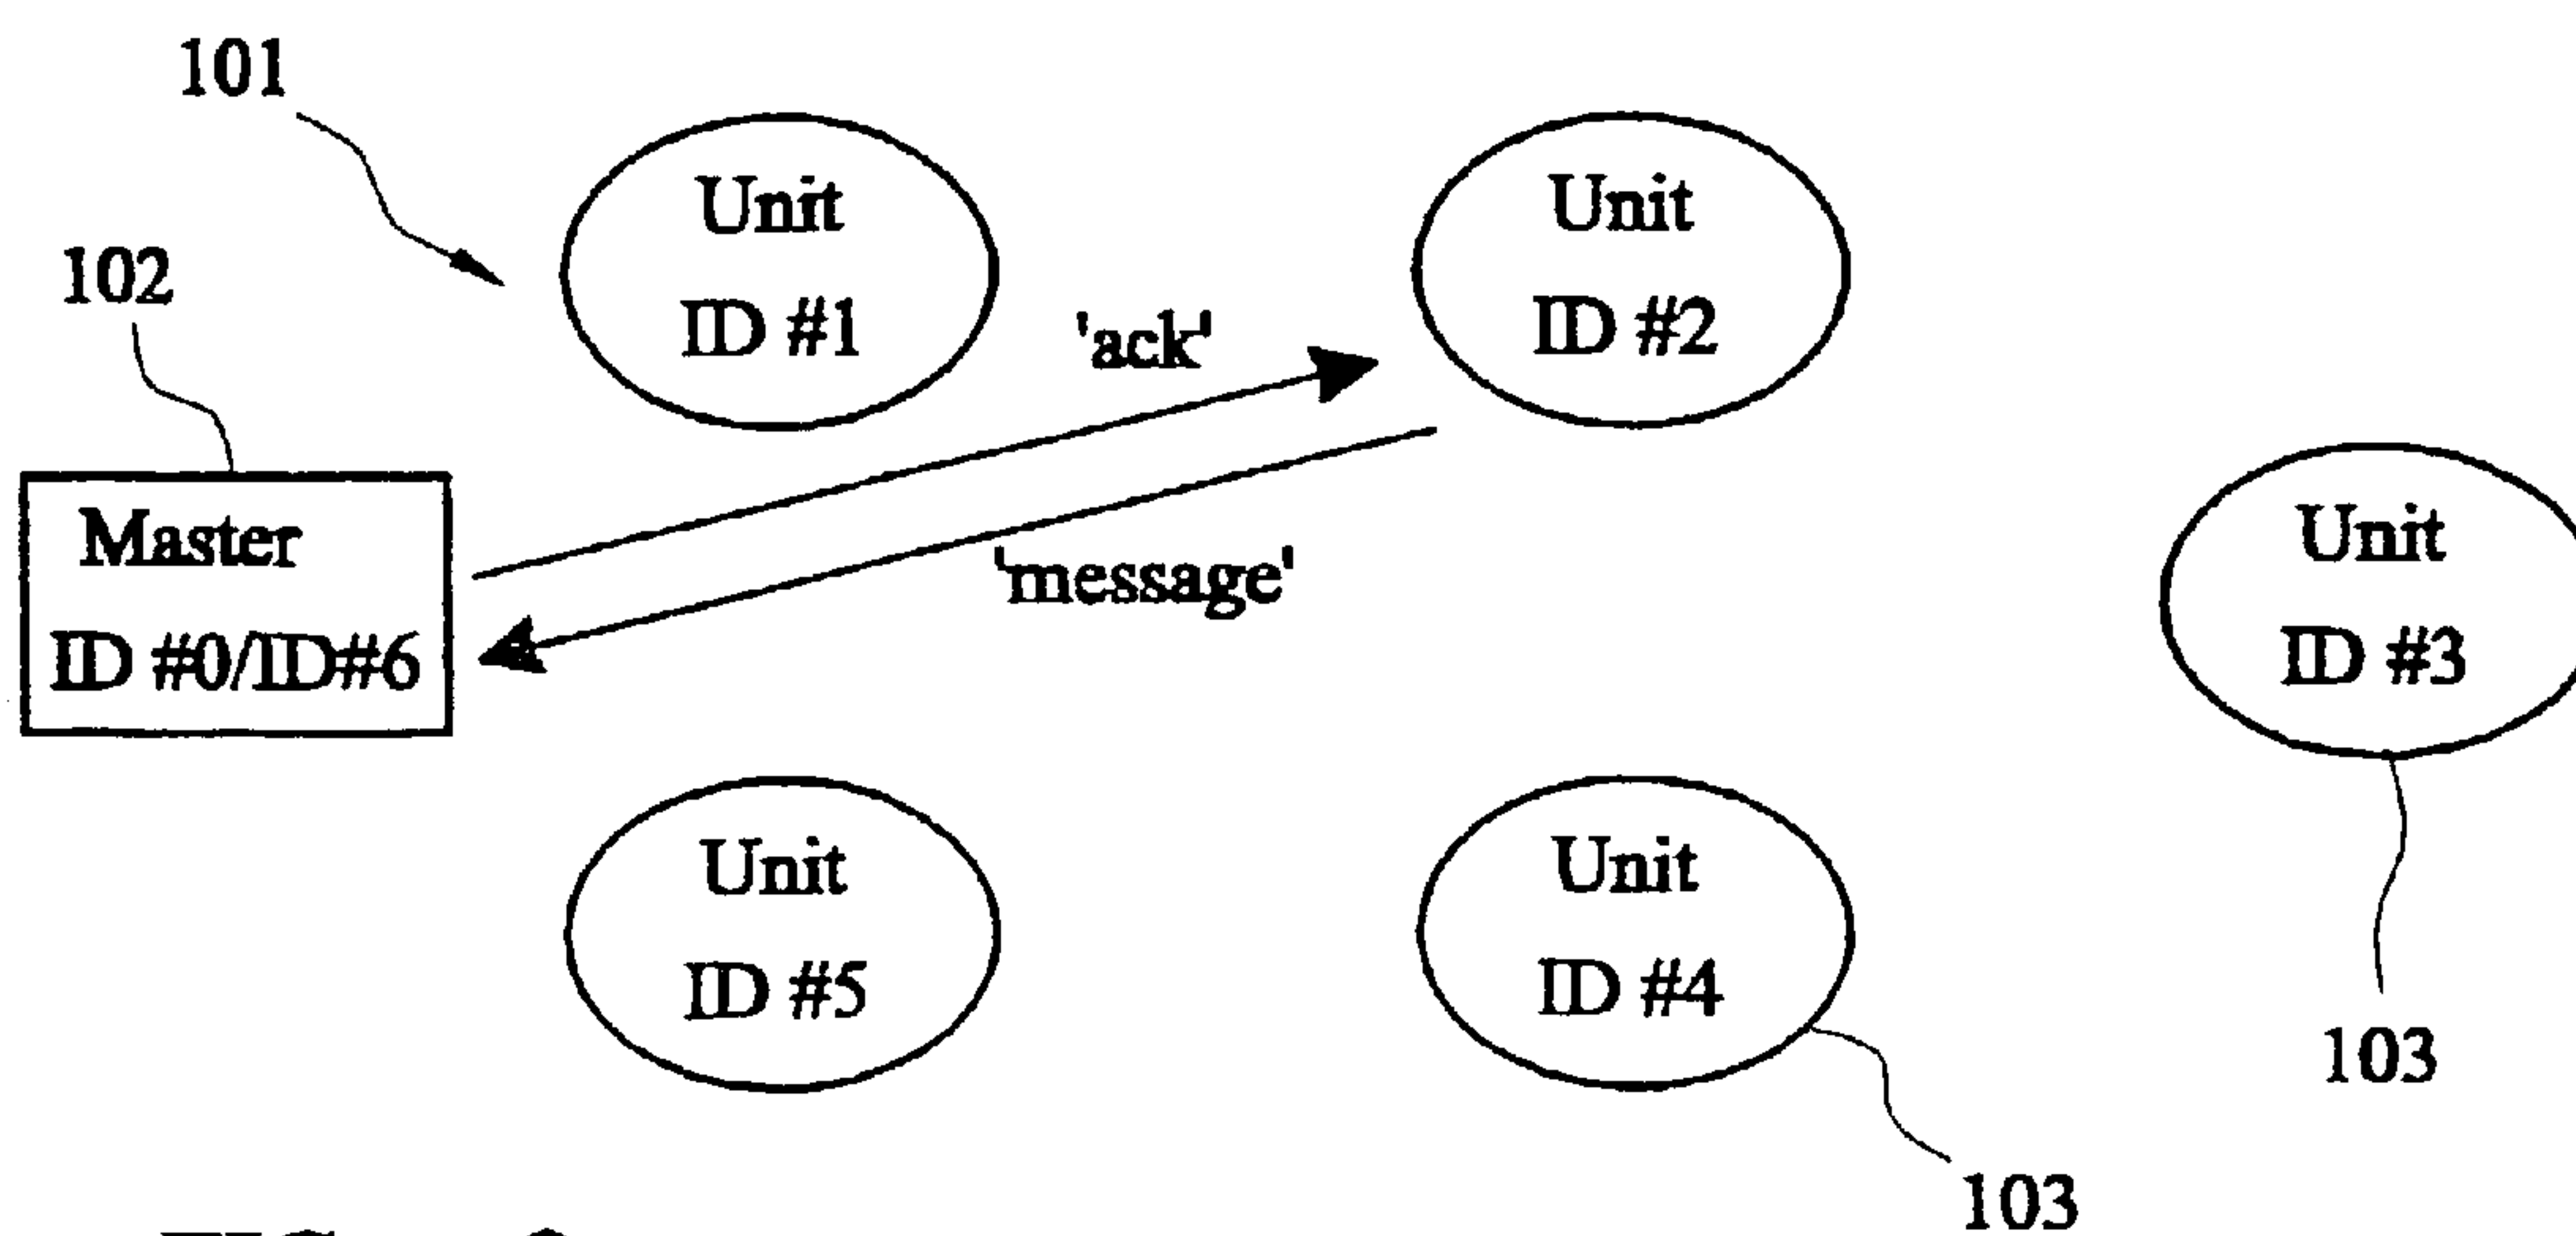 101
102
Unit
ID #1
Unit
ID #2
'ack'
Master
ID #0/ID#6
'message'
Unit
ID #3
Unit
ID #5
Unit
ID #4
103
103